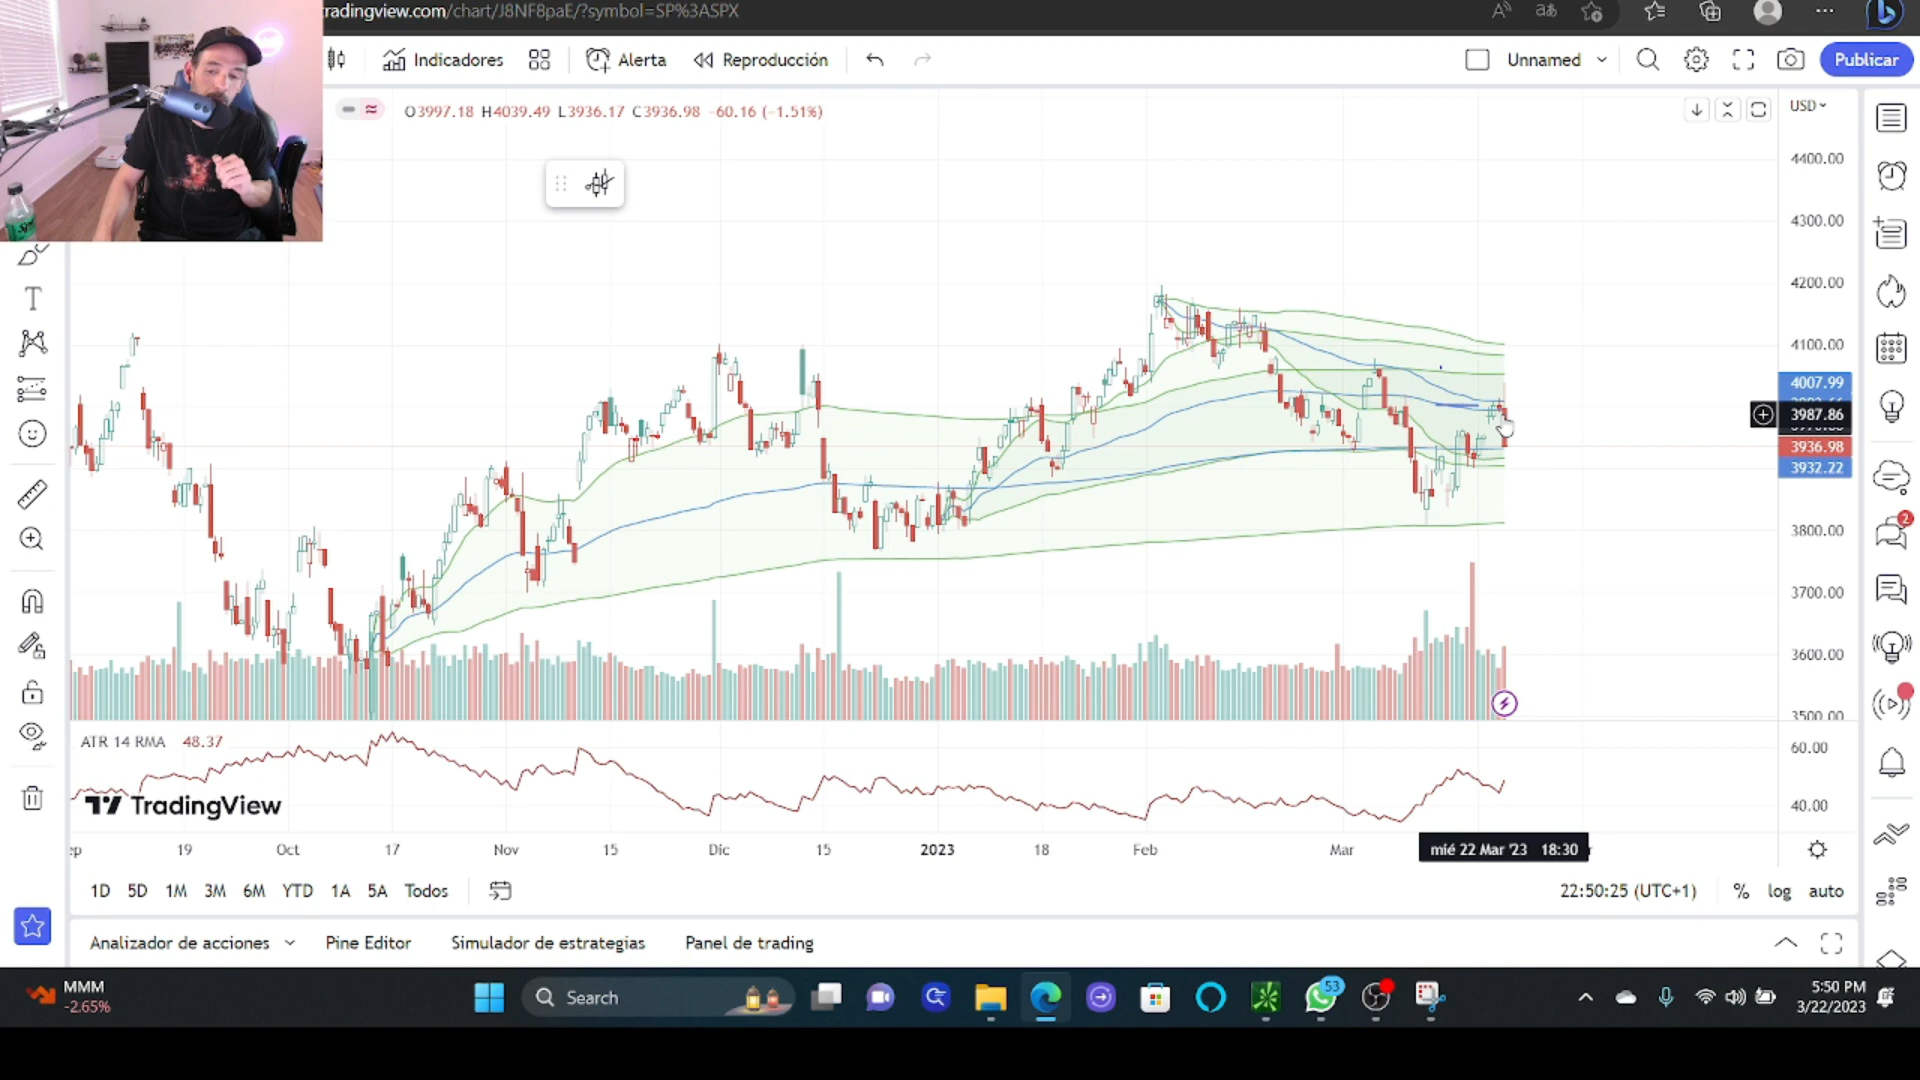 tradingview.com/chart/J8NF8paE/?symbol=SP%3ASPX
Indicadores
Alerta
Reproducción
Unnamed
Publicar
O3997.18 H4039.49 L3936.17 C3936.98 -60.16 (-1.51%)
USD
4400.00
4300.00
4200.00
4100.00
4007.99
3987.86
3936.98
3932.22
3800.00
3700.00
3600.00
3500.00
2
ATR 14 RMA 48.37
60.00
40.00
TradingView
19 Oct 17 Nov 15 Dic 15 2023 18 Feb Mar
mié 22 Mar '23 18:30
1D 5D 1M 3M 6M YTD 1A 5A Todos
22:50:25 (UTC+1) % log auto
Analizador de acciones Pine Editor Simulador de estrategias Panel de trading
MMM
-2.65%
Search
53
5:50 PM
3/22/2023